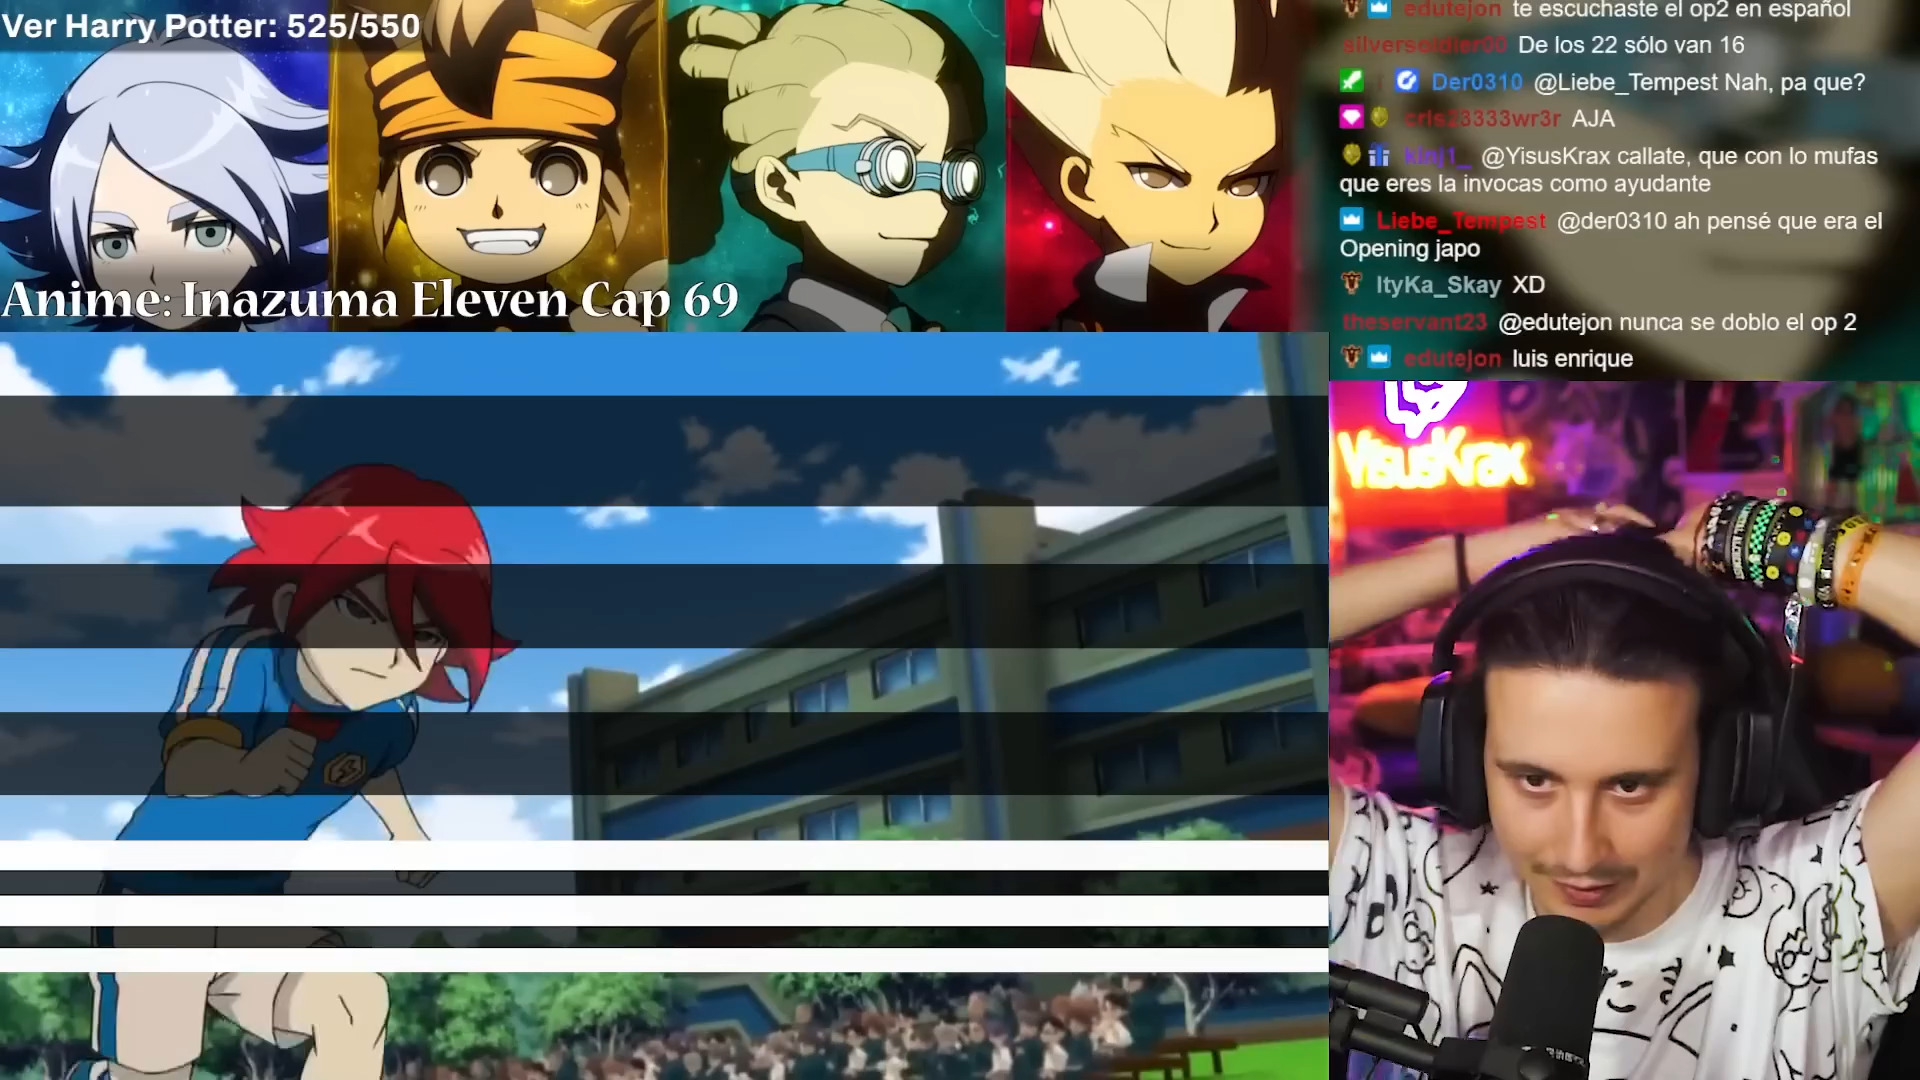 Ver Harry Potter: 525/550
Anime: Inazuma Eleven Cap 69
edutejon te escuchaste el op2 en español
silversoldier00 De los 22 sólo van 16
Der0310 @Liebe_Tempest Nah, pa que?
cris23333wr3r AJA
kinj1_ @YisusKrax callate, que con lo mufas
que eres la invocas como ayudante
Liebe_Tempest @der0310 ah pensé que era el
Opening japo
ItyKa_Skay XD
theservant23 @edutejon nunca se doblo el op 2
edutejon luis enrique
YisusKrax